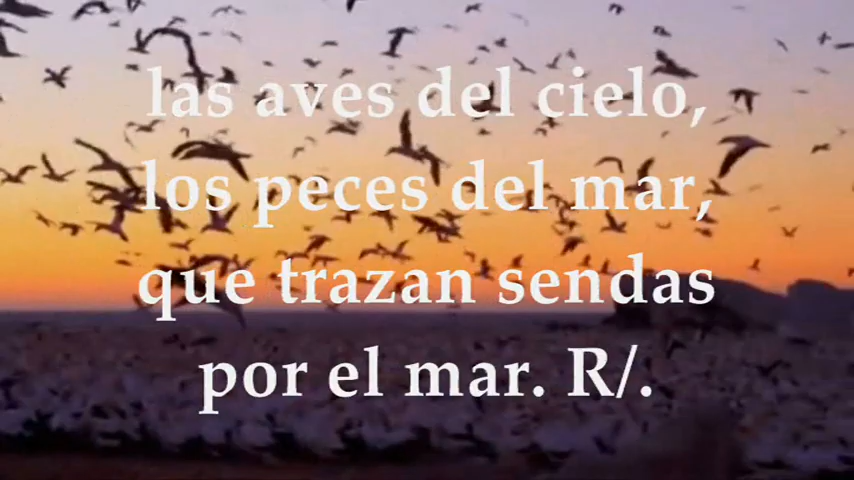 las aves del cielo,
los peces del mar,
que trazan sendas
por el mar. R/.